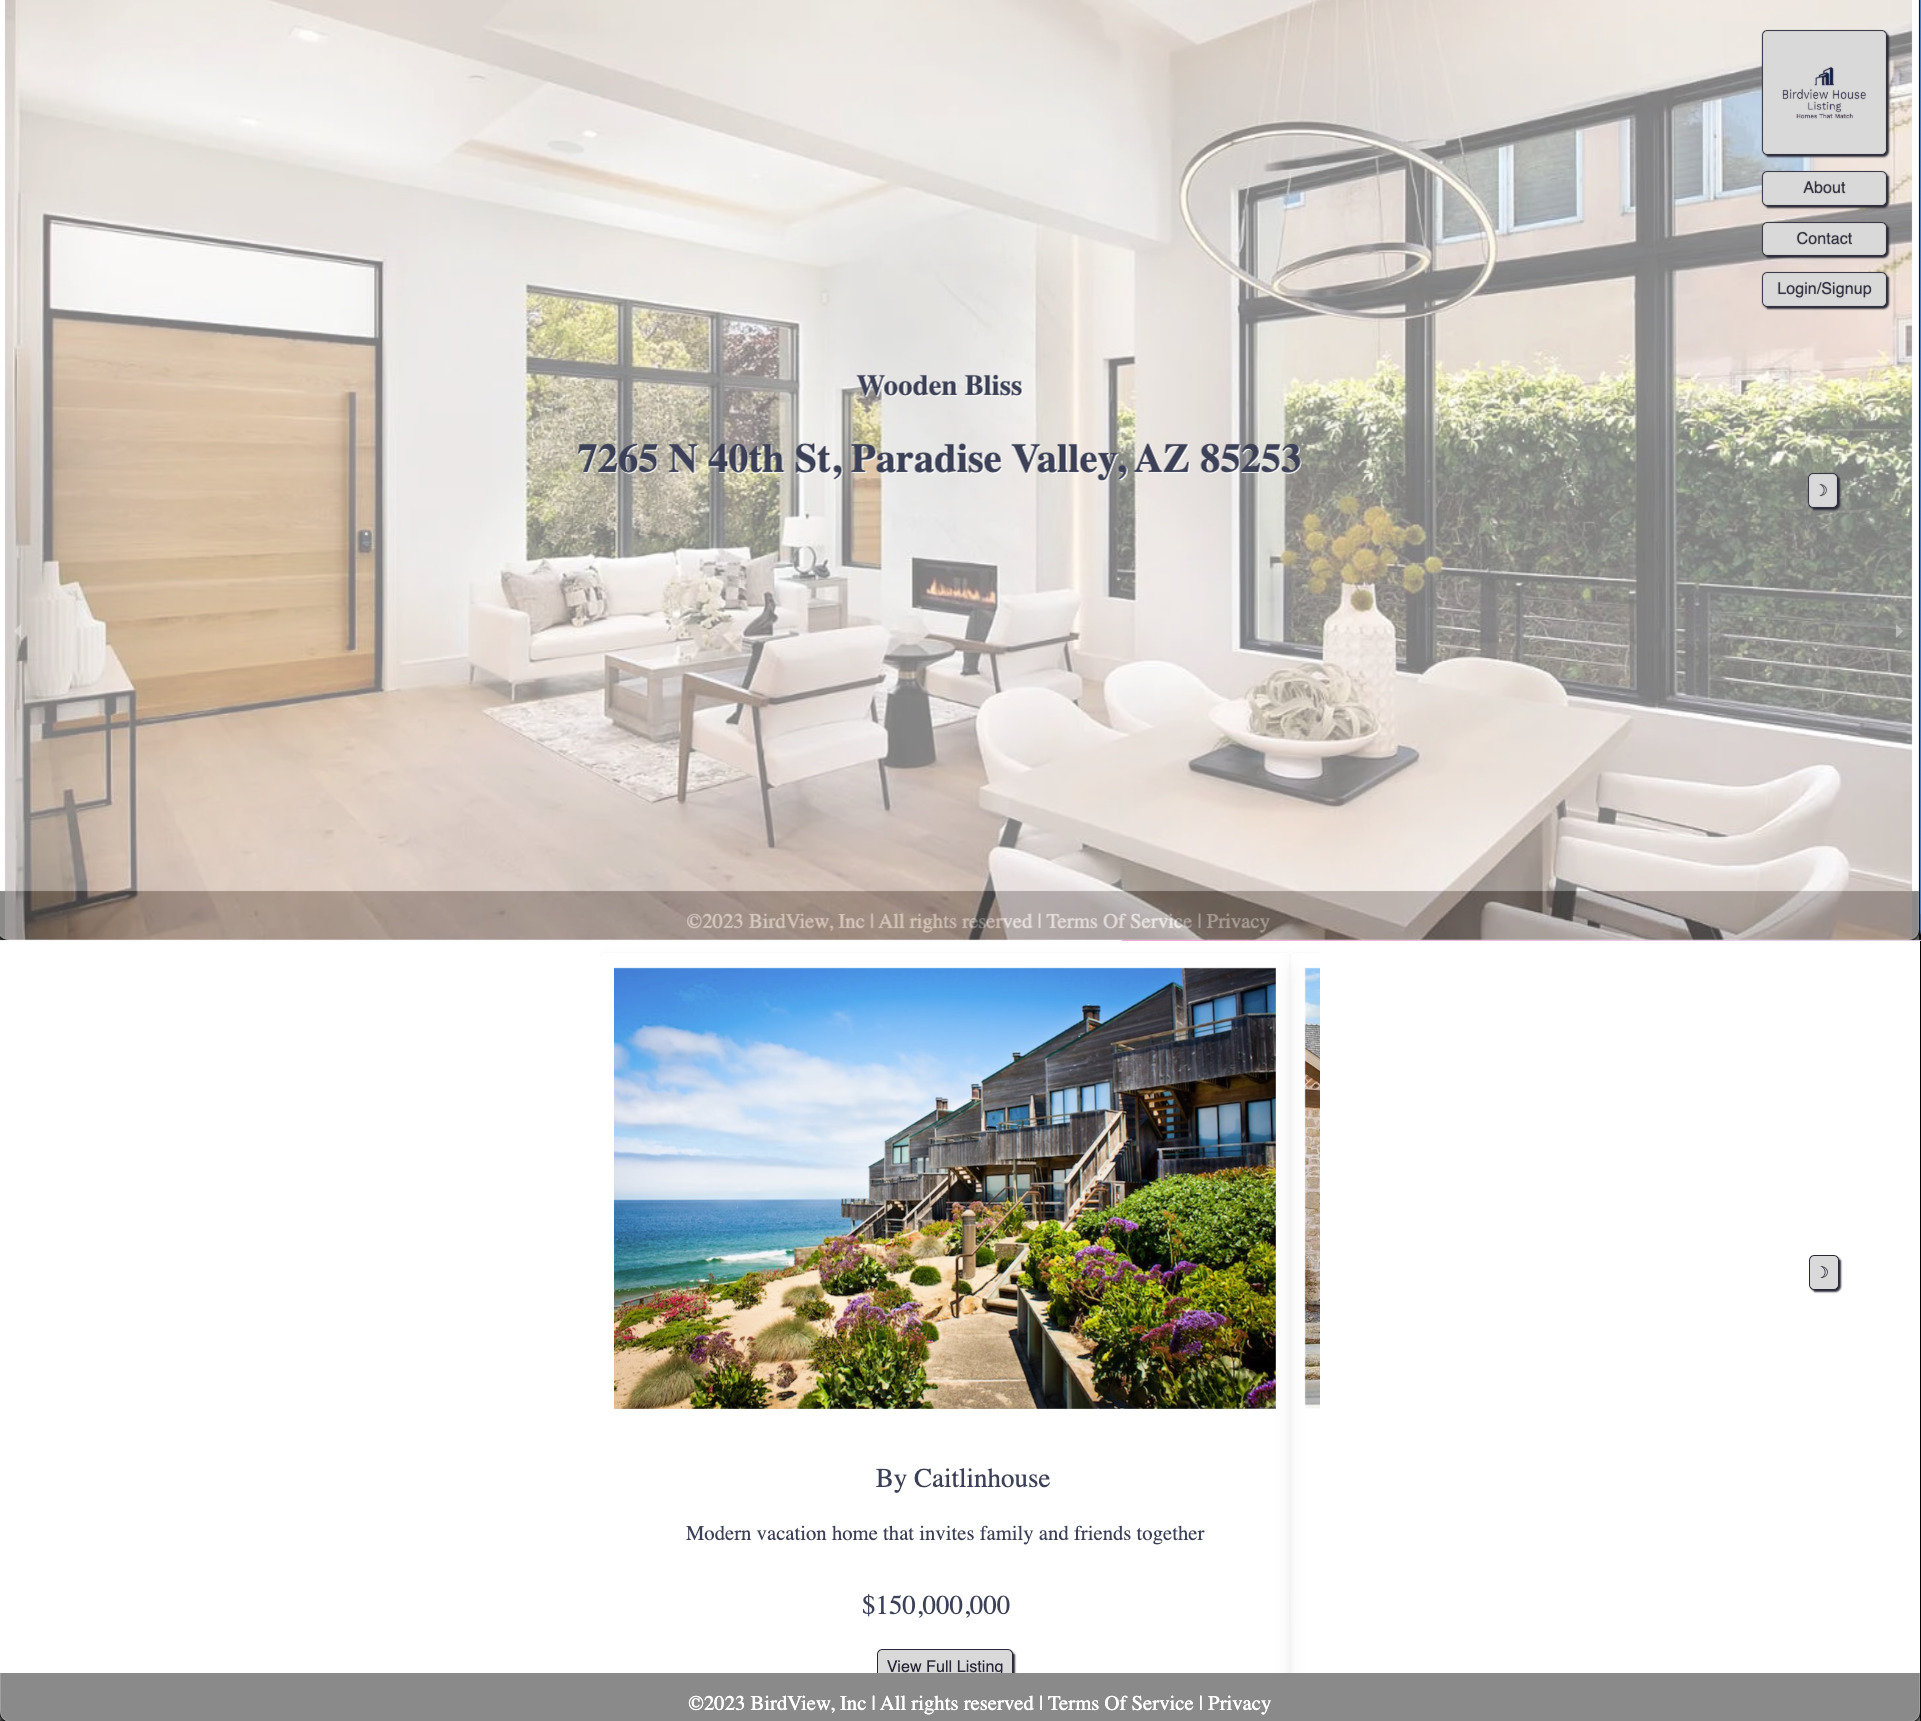 Birdview House
Listing
Homes That Match
About
Contact
Login/Signup
Wooden Bliss
7265 N 40th St, Paradise Valley, AZ 85253
©2023 BirdView, Inc | All rights reserved | Terms Of Service | Privacy
By Caitlinhouse
Modern vacation home that invites family and friends together
$150,000,000
View Full Listing
©2023 BirdView, Inc | All rights reserved | Terms Of Service | Privacy